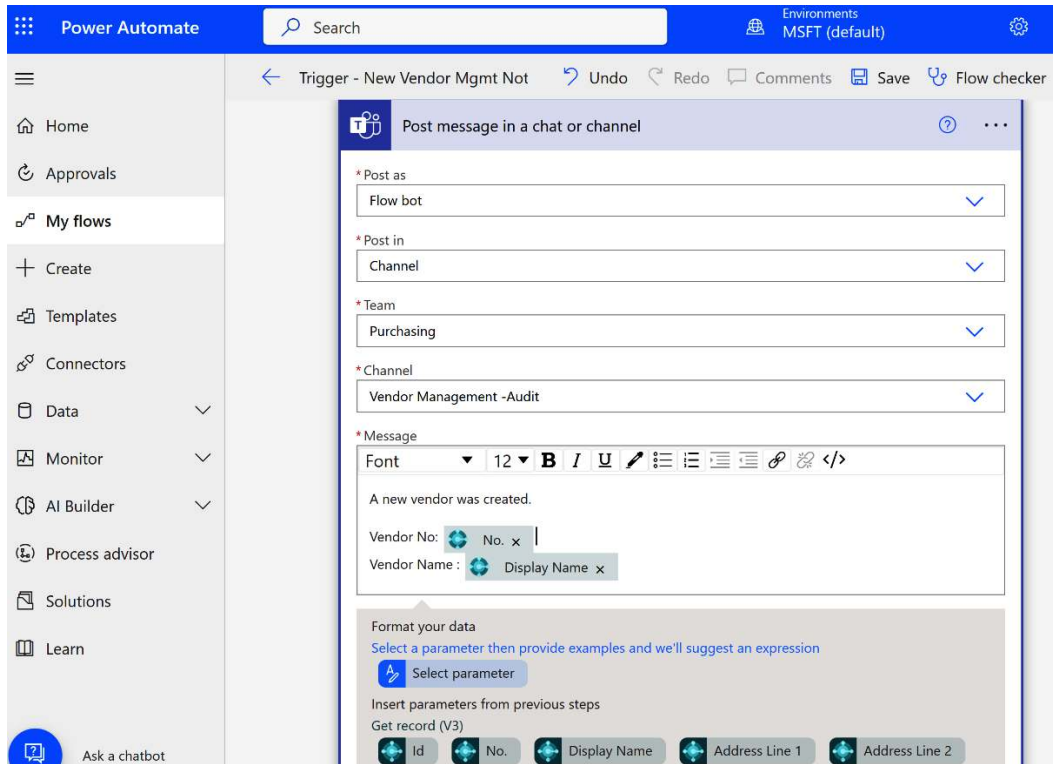 Power Automate
Search
Environments
MSFT (default)
Trigger - New Vendor Mgmt Not
Undo
Redo
Comments
Save
Flow checker
Home
Approvals
My flows
Create
Templates
Connectors
Data
Monitor
AI Builder
Process advisor
Solutions
Learn
Ask a chatbot
Post message in a chat or channel
* Post as
Flow bot
* Post in
Channel
* Team
Purchasing
* Channel
Vendor Management -Audit
* Message
Font 12 B I U </>
A new vendor was created.
Vendor No: No. x
Vendor Name : Display Name x
Format your data
Select a parameter then provide examples and we'll suggest an expression
Select parameter
Insert parameters from previous steps
Get record (V3)
Id No. Display Name Address Line 1 Address Line 2